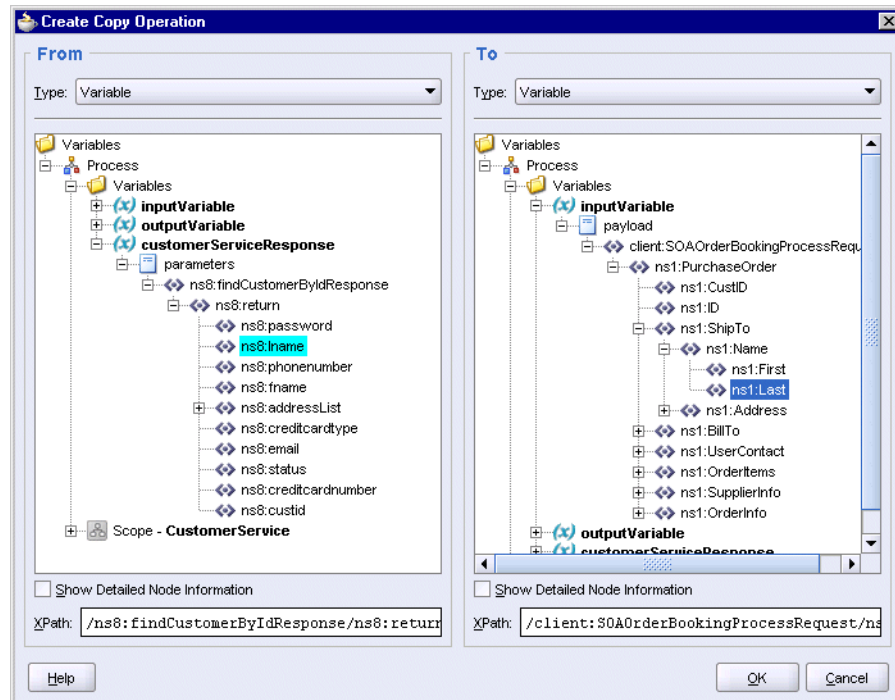 Create Copy Operation
From
Type: Variable
Variables
Process
Variables
(x) inputVariable
(x) outputVariable
(x) customerServiceResponse
parameters
ns8:findCustomerByIdResponse
ns8:return
ns8:password
ns8:lname
ns8:phonenumber
ns8:fname
ns8:addressList
ns8:creditcardtype
ns8:email
ns8:status
ns8:creditcardnumber
ns8:custid
Scope - CustomerService
Show Detailed Node Information
XPath: /ns8:findCustomerByIdResponse/ns8:return
To
Type: Variable
Variables
Process
Variables
(x) inputVariable
payload
client:SOAOrderBookingProcessRequ
ns1:PurchaseOrder
ns1:CustID
ns1:ID
ns1:ShipTo
ns1:Name
ns1:First
ns1:Last
ns1:Address
ns1:BillTo
ns1:UserContact
ns1:OrderItems
ns1:SupplierInfo
ns1:OrderInfo
(x) outputVariable
(x) customerServiceResponse
Show Detailed Node Information
XPath: /client:SOAOrderBookingProcessRequest/ns
Help
OK
Cancel